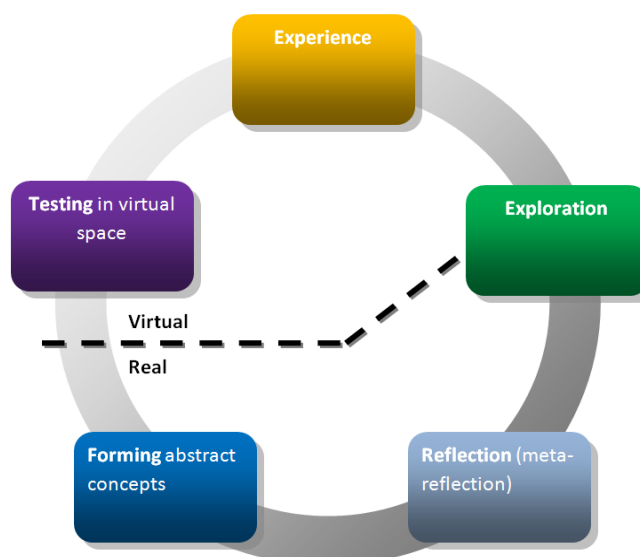 Experience
Exploration
Testing in virtual
space
Virtual
Real
Forming abstract
concepts
Reflection (meta-
reflection)